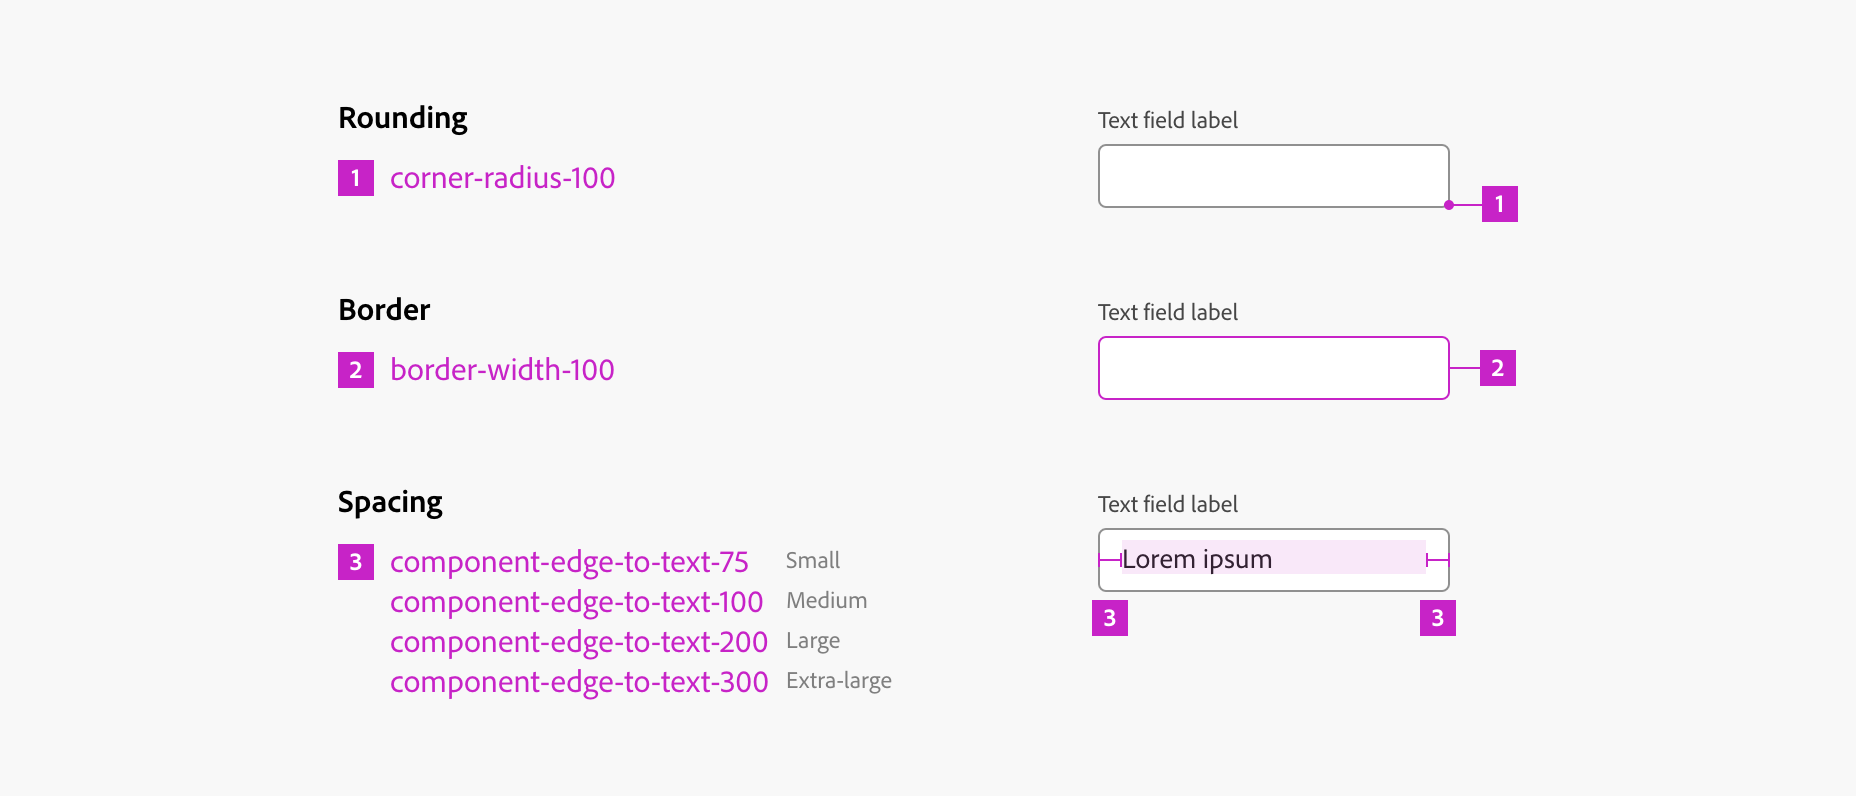 Rounding
1 corner-radius-100
Text field label
1
Border
2 border-width-100
Text field label
2
Spacing
3 component-edge-to-text-75 Small
component-edge-to-text-100 Medium
component-edge-to-text-200 Large
component-edge-to-text-300 Extra-large
Text field label
Lorem ipsum
3 3